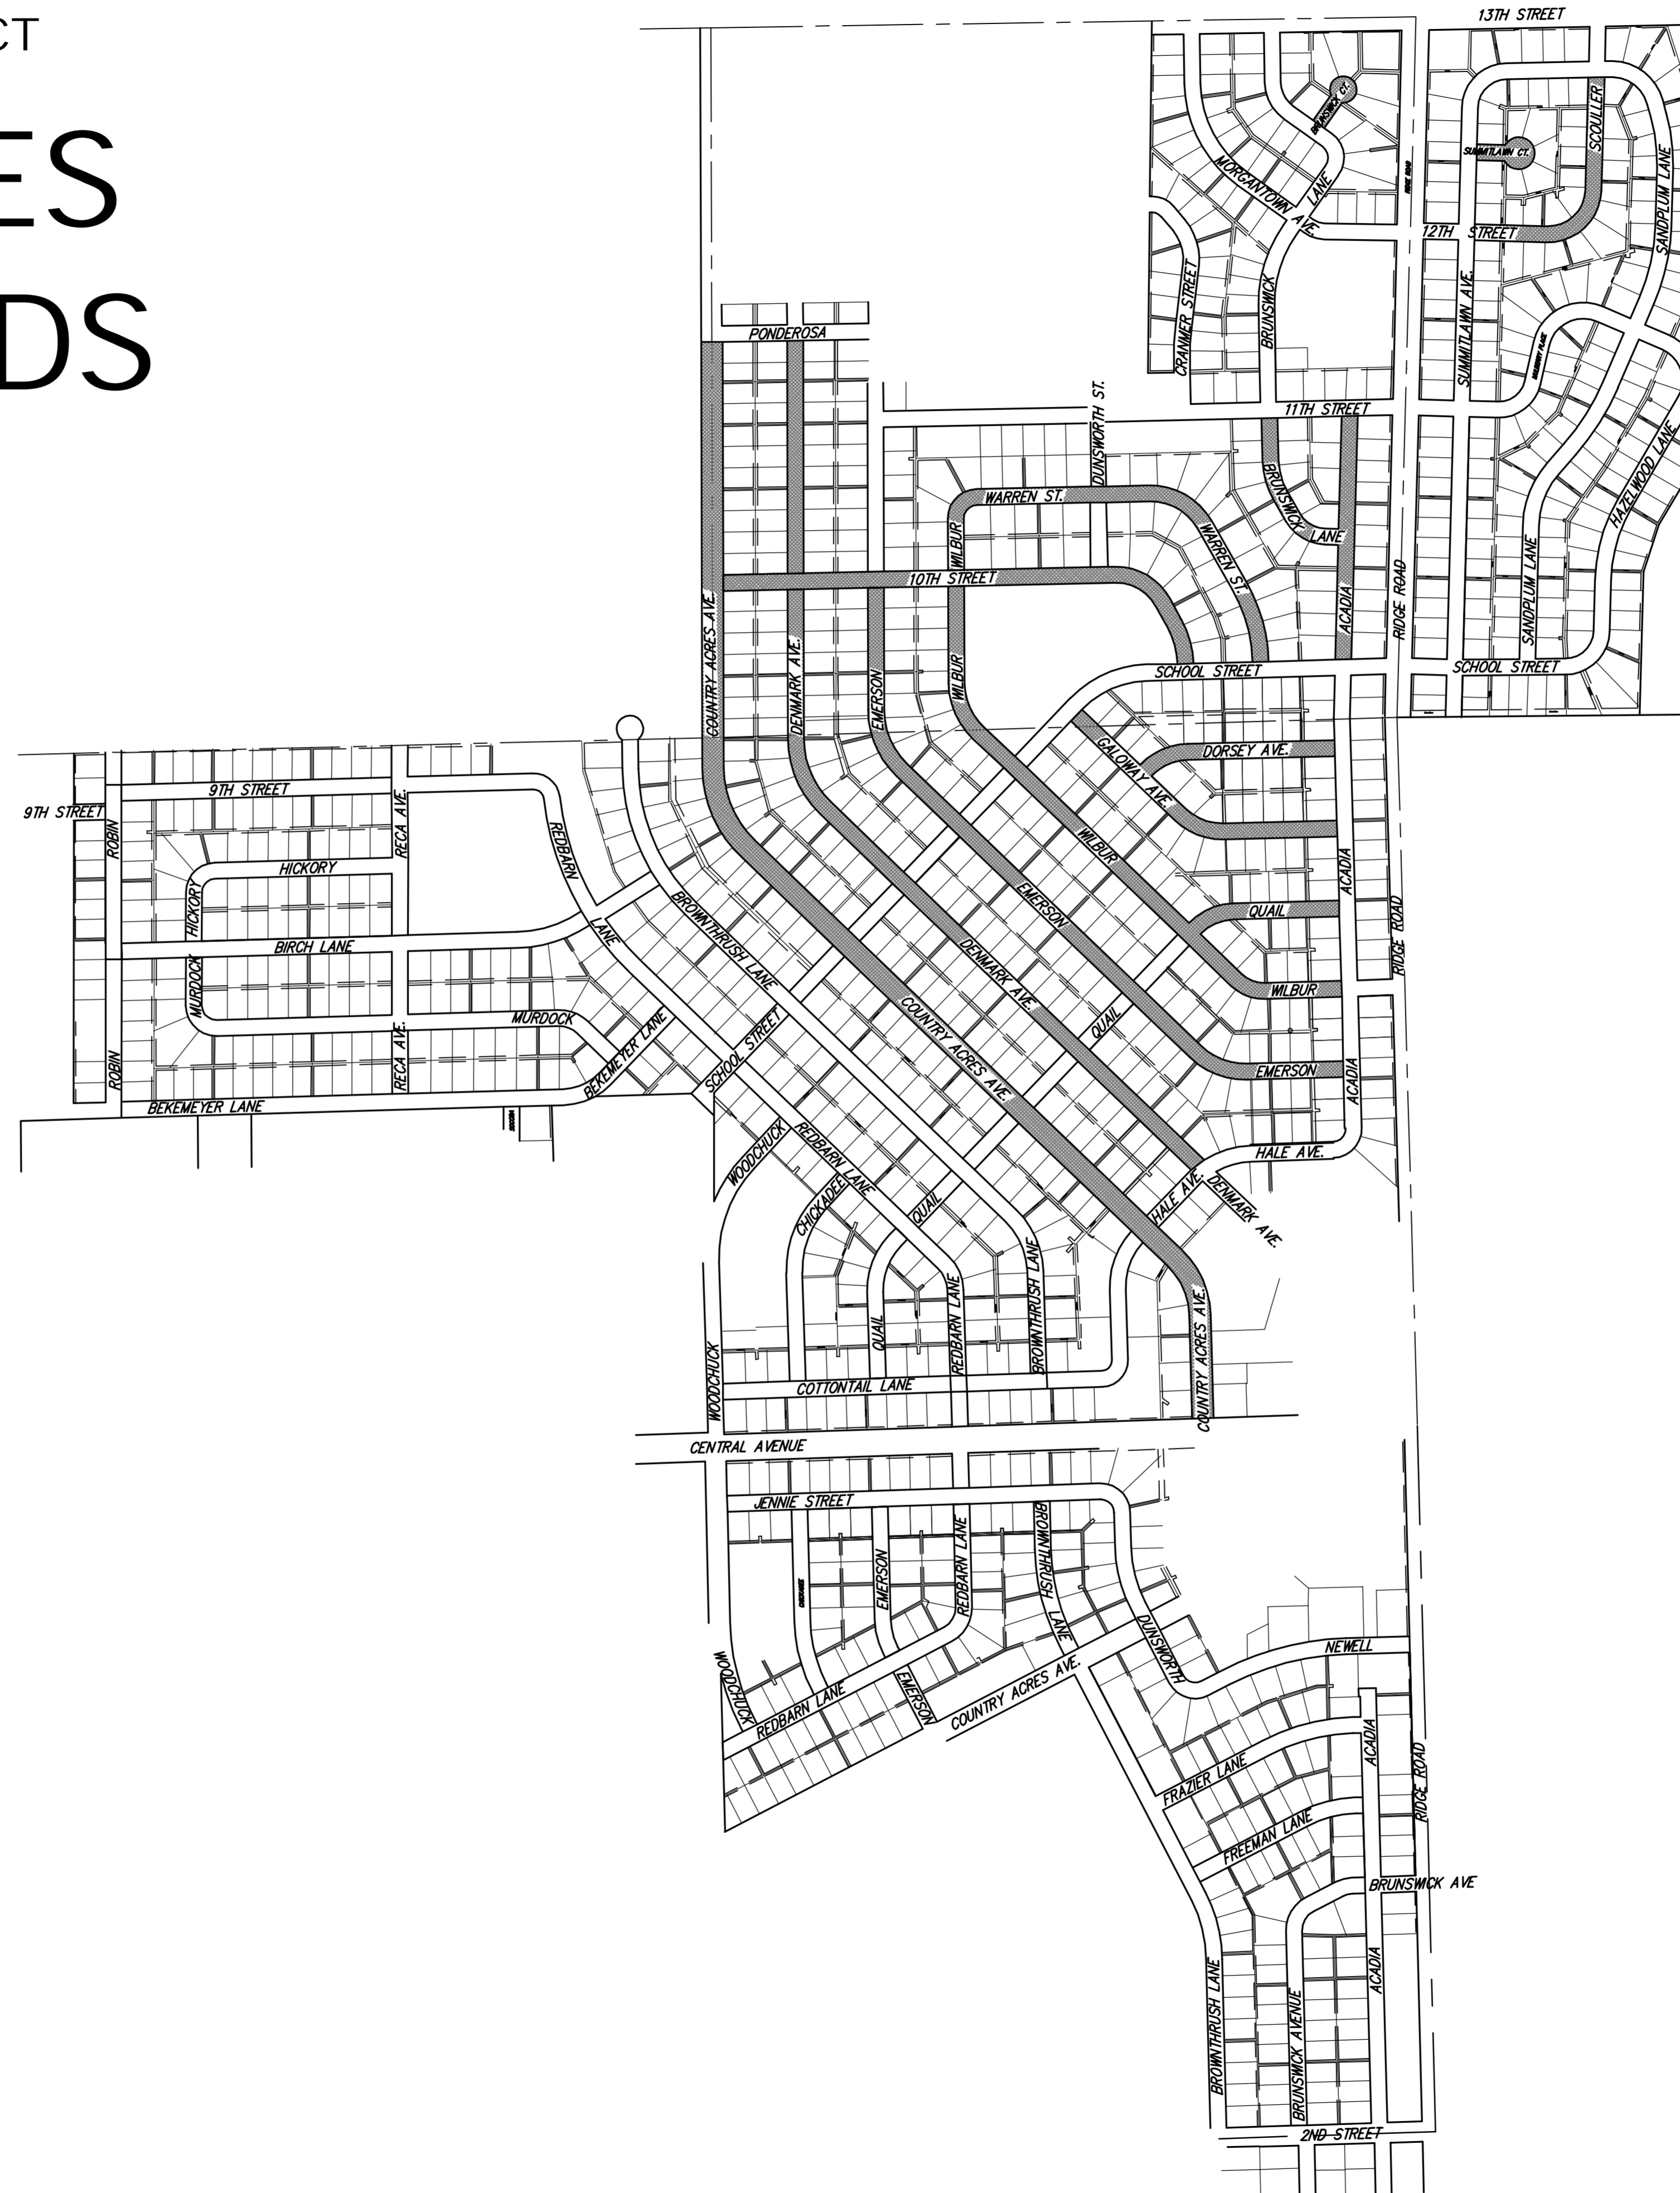 CT
ES
DS
13TH STREET
BRUNSWICK CT.
SUMMITLAWN CT.
SCOULLER
SANDPLUM LANE
RIDGE ROAD
MORGANTOWN AVE.
LANE
12TH STREET
CRANMER STREET
BRUNSWICK
SUMMITLAWN AVE.
MULBERRY PLACE
PONDEROSA
11TH STREET
DUNSWORTH ST.
HAZELWOOD LANE
BRUNSWICK
LANE
WARREN ST.
WILBUR
WARREN ST.
SANDPLUM LANE
10TH STREET
ACADIA
RIDGE ROAD
COUNTRY ACRES AVE.
DENMARK AVE.
EMERSON
WILBUR
SCHOOL STREET
SCHOOL STREET
GALOWAY AVE.
DORSEY AVE.
9TH STREET
9TH STREET
ROBIN
RECA AVE.
REDBARN
LANE
HICKORY
HICKORY
BROWNTHRUSH LANE
WILBUR
EMERSON
ACADIA
QUAIL
RIDGE ROAD
BIRCH LANE
DENMARK AVE.
MURDOCK
MURDOCK
WILBUR
COUNTRY ACRES AVE.
QUAIL
ROBIN
RECA AVE.
BEKEMEYER LANE
SCHOOL STREET
EMERSON
ACADIA
BEKEMEYER LANE
WOODCHUCK
REDBARN LANE
HALE AVE.
CHICKADEE
QUAIL
HALE AVE.
DENMARK AVE.
QUAIL
REDBARN LANE
BROWNTHRUSH LANE
COUNTRY ACRES AVE.
WOODCHUCK
COTTONTAIL LANE
CENTRAL AVENUE
JENNIE STREET
CHICKADEE
EMERSON
REDBARN LANE
BROWNTHRUSH
LANE
DUNSWORTH
NEWELL
WOODCHUCK
REDBARN LANE
EMERSON
COUNTRY ACRES AVE.
FRAZIER LANE
ACADIA
RIDGE ROAD
FREEMAN LANE
BRUNSWICK AVE
BROWNTHRUSH LANE
BRUNSWICK AVENUE
ACADIA
2ND STREET